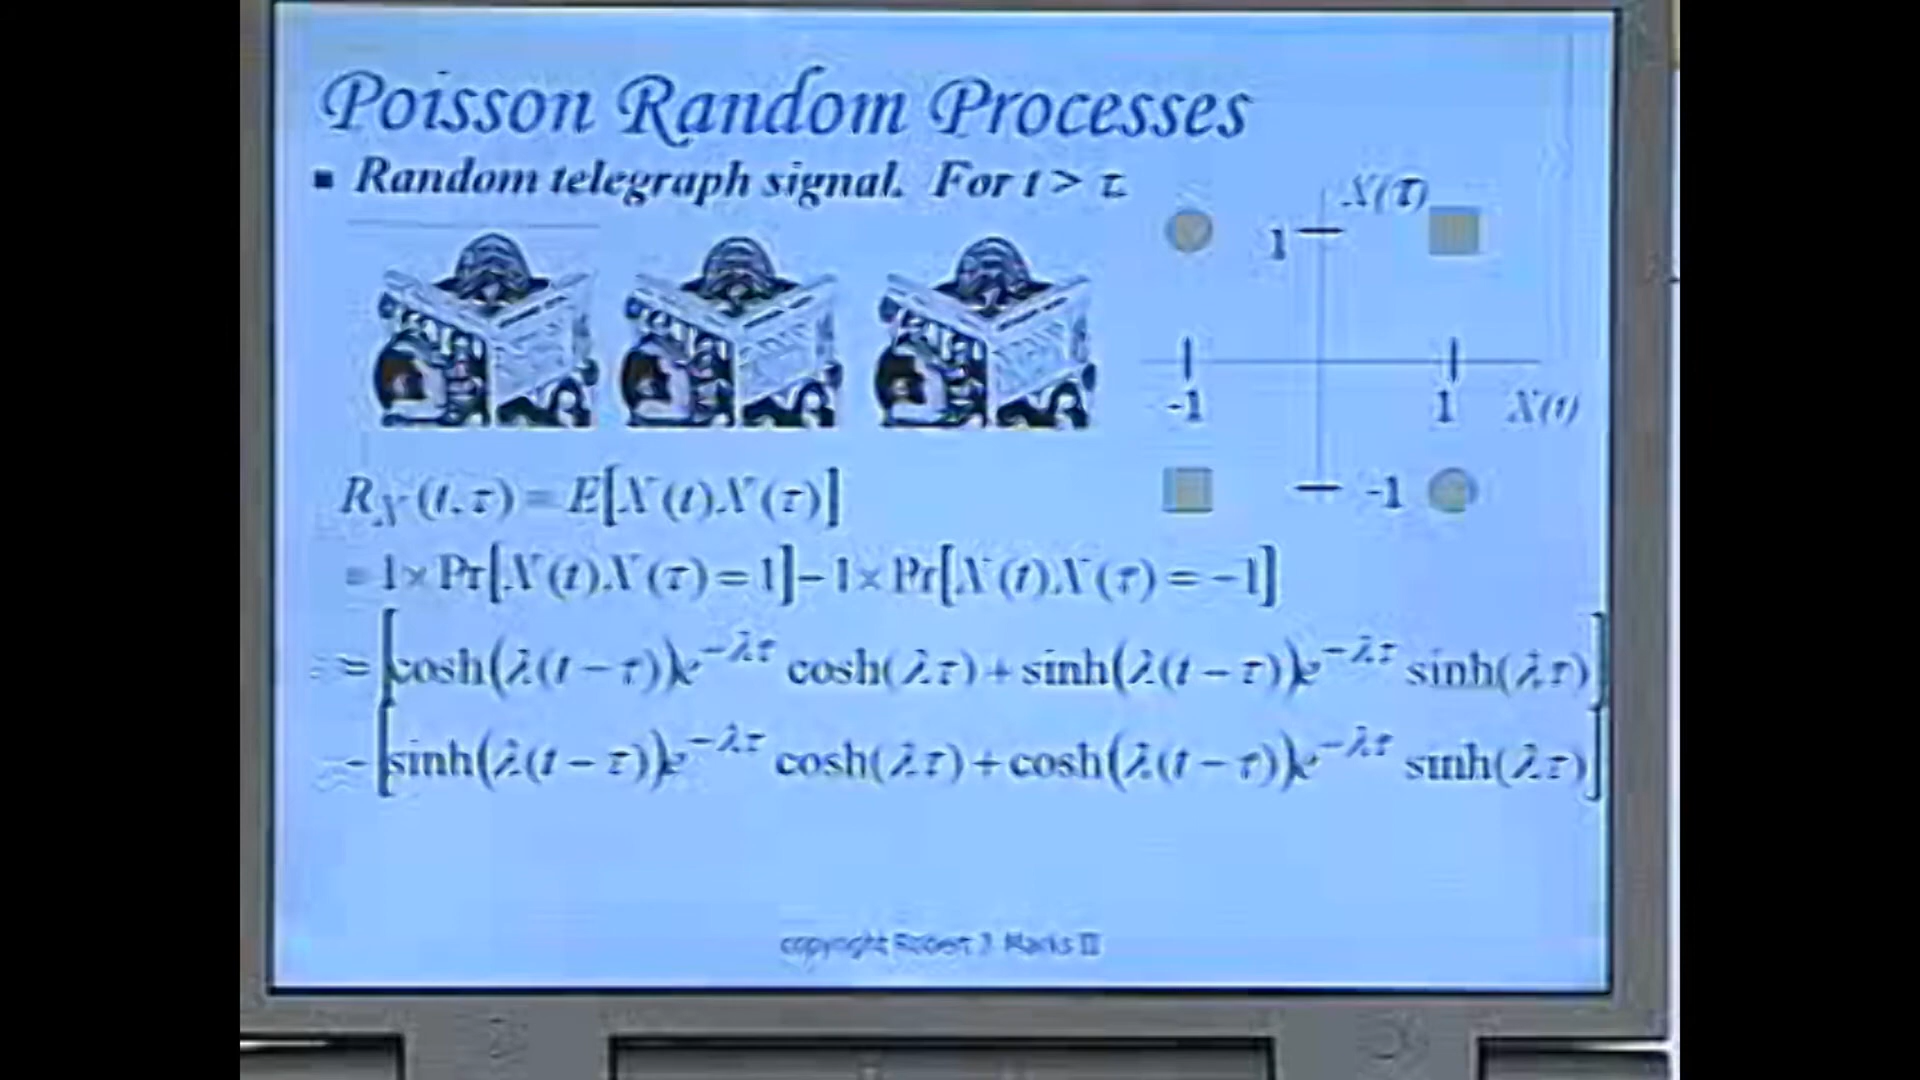 Poisson Random Processes
▪ Random telegraph signal. For t > τ.
X(τ)
1
-1 1 X(t)
-1
R_X(t,τ) = E[X(t)X(τ)]
= 1×Pr[X(t)X(τ)=1]−1×Pr[X(t)X(τ)=−1]
= [cosh(λ(t−τ))e^{−λτ} cosh(λτ)+sinh(λ(t−τ))e^{−λτ} sinh(λτ)]
− [sinh(λ(t−τ))e^{−λτ} cosh(λτ)+cosh(λ(t−τ))e^{−λτ} sinh(λτ)]
copyright Robert J. Marks II